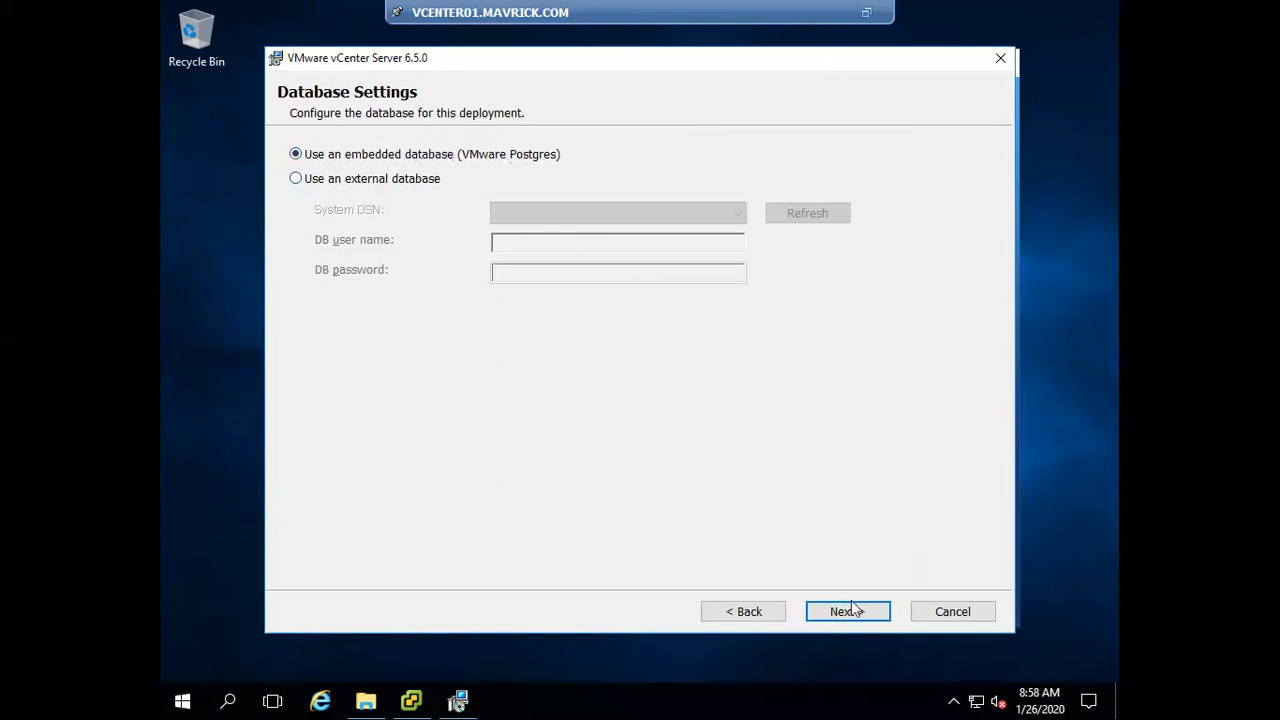 VCENTER01.MAVRICK.COM
Recycle Bin
VMware vCenter Server 6.5.0
Database Settings
Configure the database for this deployment.
Use an embedded database (VMware Postgres)
Use an external database
System DSN:
Refresh
DB user name:
DB password:
< Back
Cancel
8:58 AM
1/26/2020